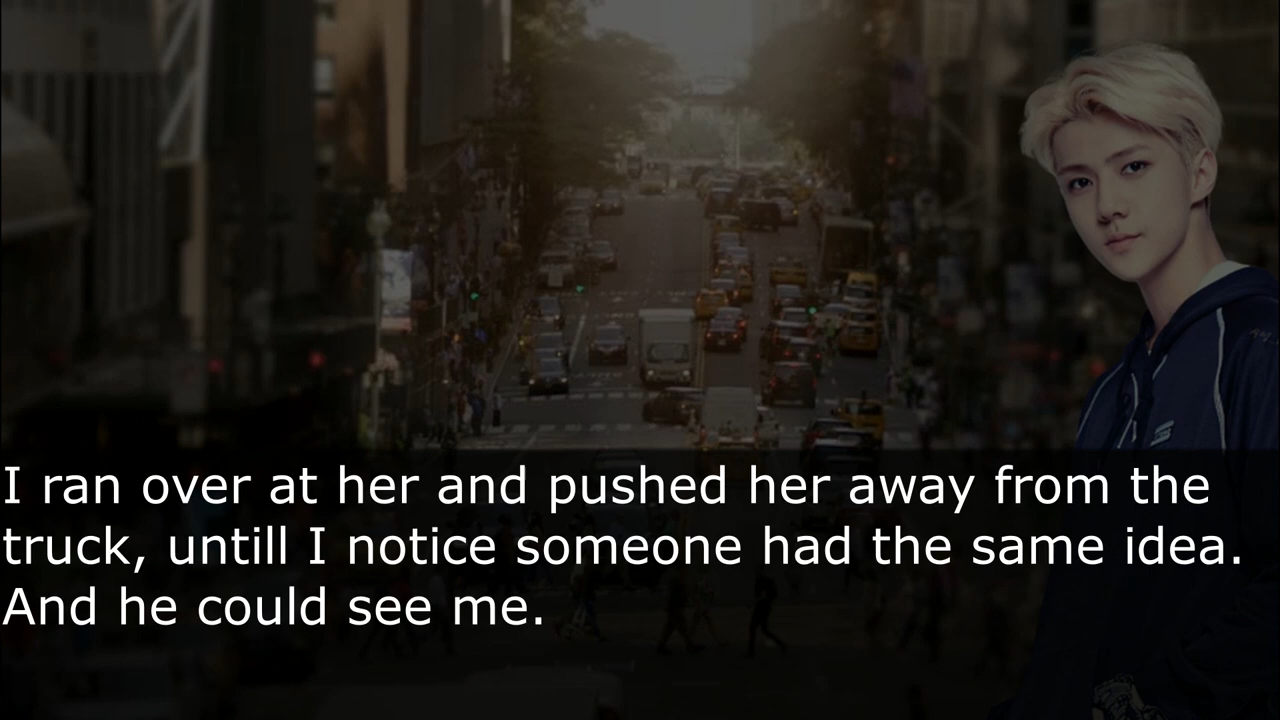 I ran over at her and pushed her away from the
truck, untill I notice someone had the same idea.
And he could see me.